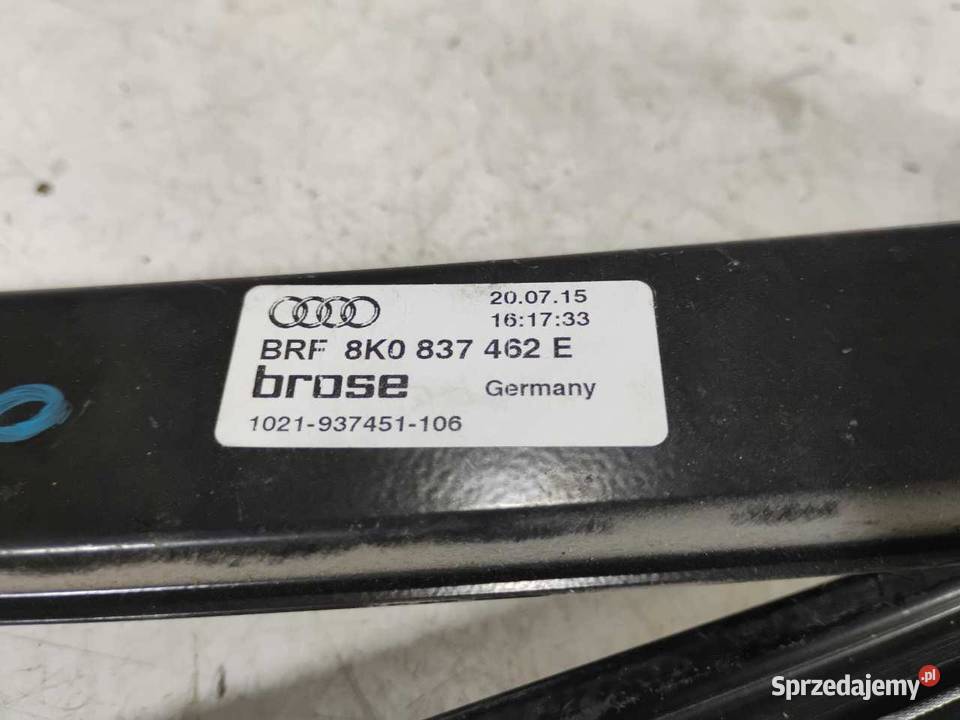 20.07.15
16:17:33
BRF 8K0 837 462 E
brose Germany
1021-937451-106
Sprzedajemy.pl